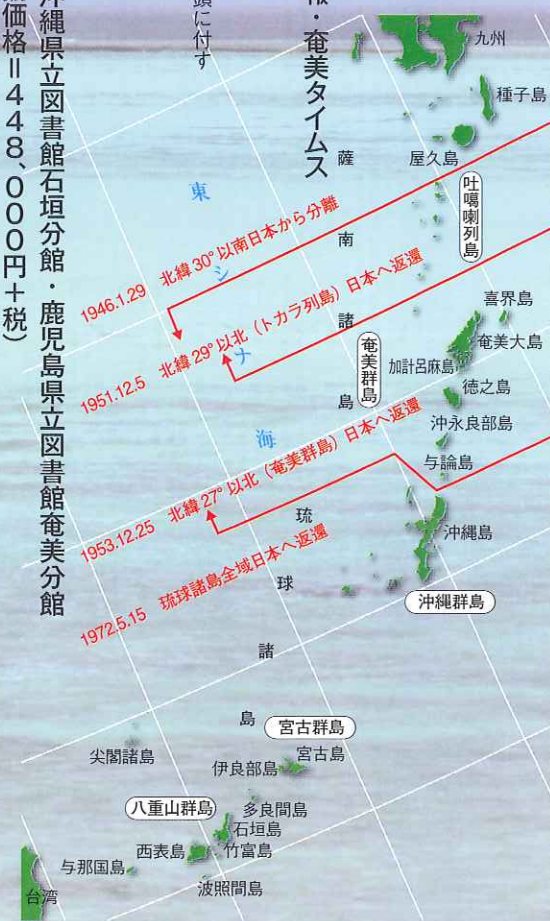 沖縄県立図書館石垣分館・鹿児島県立図書館奄美分館
価格＝448、000円＋税）
報・奄美タイムス
頭に付す
九州
種子島
屋久島
吐噶喇列島
薩南諸島
東シナ海
1946.1.29 北緯30°以南日本から分離
1951.12.5 北緯29°以北（トカラ列島）日本へ返還
喜界島
奄美大島
加計呂麻島
奄美群島
徳之島
沖永良部島
与論島
1953.12.25 北緯27°以北（奄美群島）日本へ返還
1972.5.15 琉球諸島全域日本へ返還
沖縄島
沖縄群島
琉球諸島
尖閣諸島
宮古群島
宮古島
伊良部島
八重山群島
多良間島
石垣島
西表島
竹富島
与那国島
波照間島
台湾